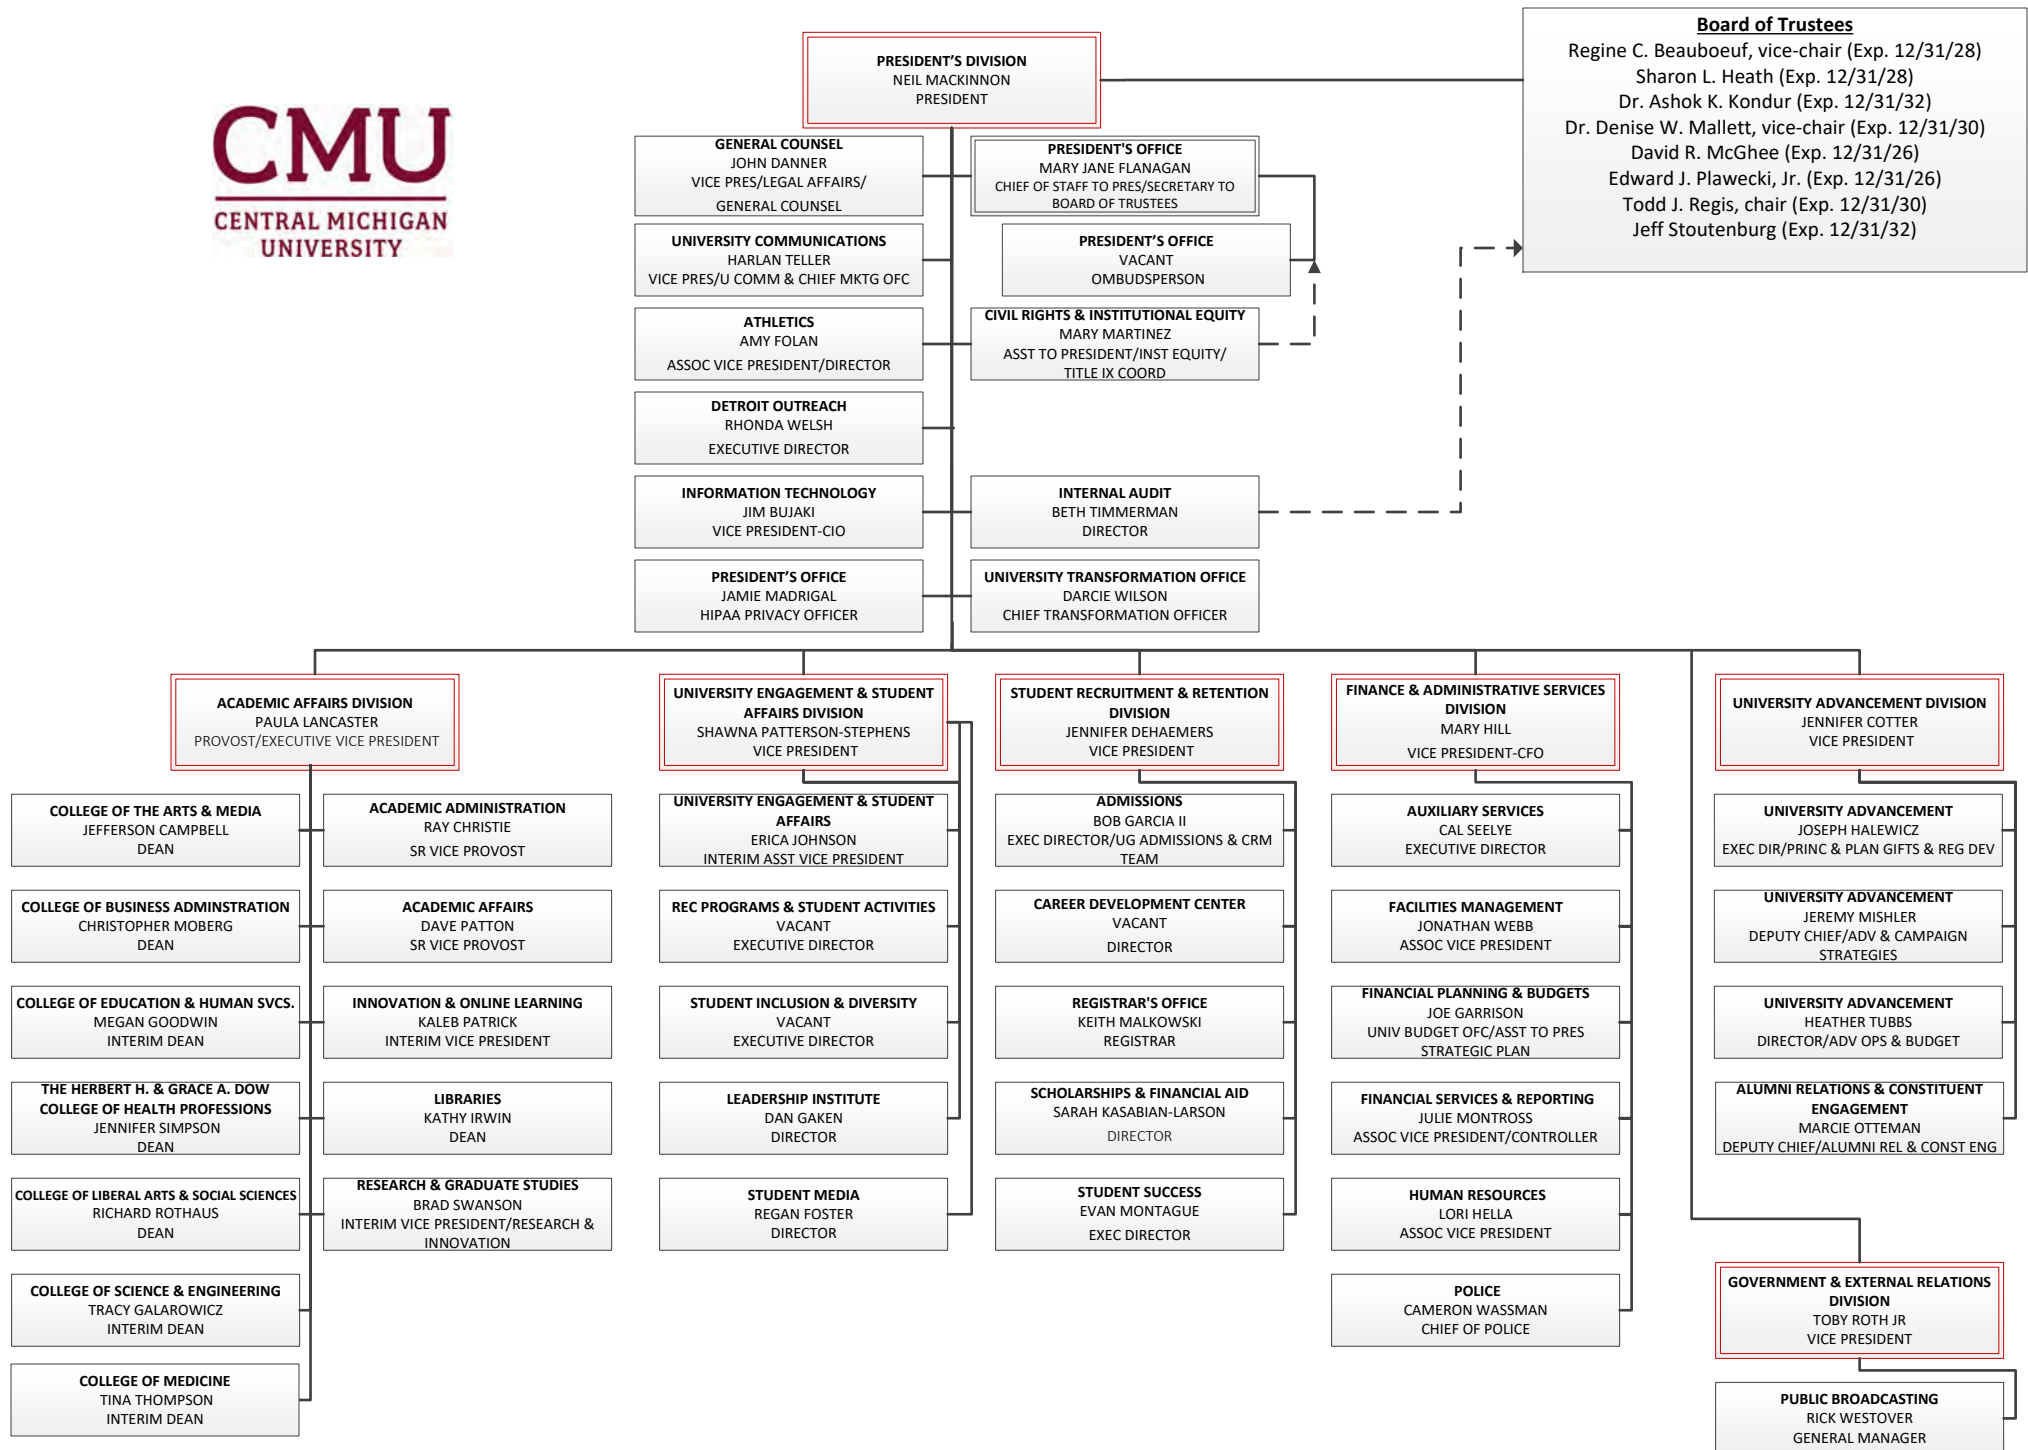 Board of Trustees
Regine C. Beauboeuf, vice-chair (Exp. 12/31/28)
Sharon L. Heath (Exp. 12/31/28)
Dr. Ashok K. Kondur (Exp. 12/31/32)
Dr. Denise W. Mallett, vice-chair (Exp. 12/31/30)
David R. McGhee (Exp. 12/31/26)
Edward J. Plawecki, Jr. (Exp. 12/31/26)
Todd J. Regis, chair (Exp. 12/31/30)
Jeff Stoutenburg (Exp. 12/31/32)
PRESIDENT'S DIVISION
NEIL MACKINNON
PRESIDENT
CMU
CENTRAL MICHIGAN
UNIVERSITY
GENERAL COUNSEL
JOHN DANNER
VICE PRES/LEGAL AFFAIRS/
GENERAL COUNSEL
PRESIDENT'S OFFICE
MARY JANE FLANAGAN
CHIEF OF STAFF TO PRES/SECRETARY TO
BOARD OF TRUSTEES
UNIVERSITY COMMUNICATIONS
HARLAN TELLER
VICE PRES/U COMM & CHIEF MKTG OFC
PRESIDENT'S OFFICE
VACANT
OMBUDSPERSON
ATHLETICS
AMY FOLAN
ASSOC VICE PRESIDENT/DIRECTOR
CIVIL RIGHTS & INSTITUTIONAL EQUITY
MARY MARTINEZ
ASST TO PRESIDENT/INST EQUITY/
TITLE IX COORD
DETROIT OUTREACH
RHONDA WELSH
EXECUTIVE DIRECTOR
INFORMATION TECHNOLOGY
JIM BUJAKI
VICE PRESIDENT-CIO
INTERNAL AUDIT
BETH TIMMERMAN
DIRECTOR
PRESIDENT'S OFFICE
JAMIE MADRIGAL
HIPAA PRIVACY OFFICER
UNIVERSITY TRANSFORMATION OFFICE
DARCIE WILSON
CHIEF TRANSFORMATION OFFICER
ACADEMIC AFFAIRS DIVISION
PAULA LANCASTER
PROVOST/EXECUTIVE VICE PRESIDENT
COLLEGE OF THE ARTS & MEDIA
JEFFERSON CAMPBELL
DEAN
ACADEMIC ADMINISTRATION
RAY CHRISTIE
SR VICE PROVOST
COLLEGE OF BUSINESS ADMINSTRATION
CHRISTOPHER MOBERG
DEAN
ACADEMIC AFFAIRS
DAVE PATTON
SR VICE PROVOST
COLLEGE OF EDUCATION & HUMAN SVCS.
MEGAN GOODWIN
INTERIM DEAN
INNOVATION & ONLINE LEARNING
KALEB PATRICK
INTERIM VICE PRESIDENT
THE HERBERT H. & GRACE A. DOW
COLLEGE OF HEALTH PROFESSIONS
JENNIFER SIMPSON
DEAN
LIBRARIES
KATHY IRWIN
DEAN
COLLEGE OF LIBERAL ARTS & SOCIAL SCIENCES
RICHARD ROTHAUS
DEAN
RESEARCH & GRADUATE STUDIES
BRAD SWANSON
INTERIM VICE PRESIDENT/RESEARCH &
INNOVATION
COLLEGE OF SCIENCE & ENGINEERING
TRACY GALAROWICZ
INTERIM DEAN
COLLEGE OF MEDICINE
TINA THOMPSON
INTERIM DEAN
UNIVERSITY ENGAGEMENT & STUDENT
AFFAIRS DIVISION
SHAWNA PATTERSON-STEPHENS
VICE PRESIDENT
UNIVERSITY ENGAGEMENT & STUDENT
AFFAIRS
ERICA JOHNSON
INTERIM ASST VICE PRESIDENT
REC PROGRAMS & STUDENT ACTIVITIES
VACANT
EXECUTIVE DIRECTOR
STUDENT INCLUSION & DIVERSITY
VACANT
EXECUTIVE DIRECTOR
LEADERSHIP INSTITUTE
DAN GAKEN
DIRECTOR
STUDENT MEDIA
REGAN FOSTER
DIRECTOR
STUDENT RECRUITMENT & RETENTION
DIVISION
JENNIFER DEHAEMERS
VICE PRESIDENT
ADMISSIONS
BOB GARCIA II
EXEC DIRECTOR/UG ADMISSIONS & CRM
TEAM
CAREER DEVELOPMENT CENTER
VACANT
DIRECTOR
REGISTRAR'S OFFICE
KEITH MALKOWSKI
REGISTRAR
SCHOLARSHIPS & FINANCIAL AID
SARAH KASABIAN-LARSON
DIRECTOR
STUDENT SUCCESS
EVAN MONTAGUE
EXEC DIRECTOR
FINANCE & ADMINISTRATIVE SERVICES
DIVISION
MARY HILL
VICE PRESIDENT-CFO
AUXILIARY SERVICES
CAL SEELYE
EXECUTIVE DIRECTOR
FACILITIES MANAGEMENT
JONATHAN WEBB
ASSOC VICE PRESIDENT
FINANCIAL PLANNING & BUDGETS
JOE GARRISON
UNIV BUDGET OFC/ASST TO PRES
STRATEGIC PLAN
FINANCIAL SERVICES & REPORTING
JULIE MONTROSS
ASSOC VICE PRESIDENT/CONTROLLER
HUMAN RESOURCES
LORI HELLA
ASSOC VICE PRESIDENT
POLICE
CAMERON WASSMAN
CHIEF OF POLICE
UNIVERSITY ADVANCEMENT DIVISION
JENNIFER COTTER
VICE PRESIDENT
UNIVERSITY ADVANCEMENT
JOSEPH HALEWICZ
EXEC DIR/PRINC & PLAN GIFTS & REG DEV
UNIVERSITY ADVANCEMENT
JEREMY MISHLER
DEPUTY CHIEF/ADV & CAMPAIGN
STRATEGIES
UNIVERSITY ADVANCEMENT
HEATHER TUBBS
DIRECTOR/ADV OPS & BUDGET
ALUMNI RELATIONS & CONSTITUENT
ENGAGEMENT
MARCIE OTTEMAN
DEPUTY CHIEF/ALUMNI REL & CONST ENG
GOVERNMENT & EXTERNAL RELATIONS
DIVISION
TOBY ROTH JR
VICE PRESIDENT
PUBLIC BROADCASTING
RICK WESTOVER
GENERAL MANAGER